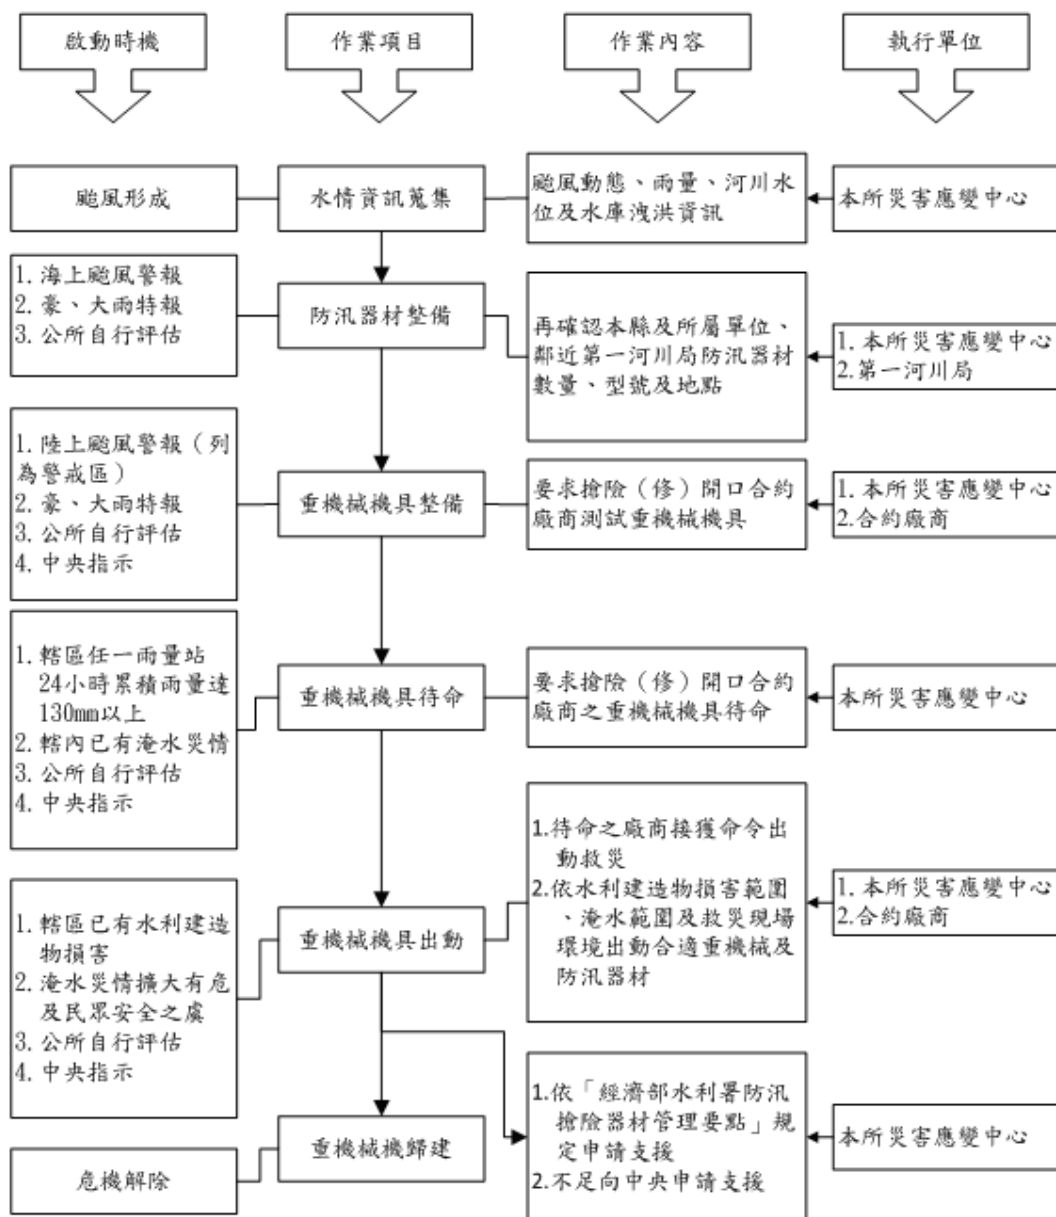 啟動時機
作業項目
作業內容
執行單位
颱風形成
水情資訊蒐集
颱風動態、雨量、河川水
位及水庫洩洪資訊
本所災害應變中心
1. 海上颱風警報
2. 豪、大雨特報
3. 公所自行評估
防汛器材整備
再確認本縣及所屬單位、
鄰近第一河川局防汛器材
數量、型號及地點
1. 本所災害應變中心
2.第一河川局
1. 陸上颱風警報（列
為警戒區）
2. 豪、大雨特報
3. 公所自行評估
4. 中央指示
重機械機具整備
要求搶險（修）開口合約
廠商測試重機械機具
1. 本所災害應變中心
2.合約廠商
1. 轄區任一雨量站
24小時累積雨量達
130mm以上
2. 轄內已有淹水災情
3. 公所自行評估
4. 中央指示
重機械機具待命
要求搶險（修）開口合約
廠商之重機械機具待命
本所災害應變中心
1. 轄區已有水利建造
物損害
2. 淹水災情擴大有危
及民眾安全之虞
3. 公所自行評估
4. 中央指示
重機械機具出動
1.待命之廠商接獲命令出
動救災
2.依水利建造物損害範圍
、淹水範圍及救災現場
環境出動合適重機械及
防汛器材
1. 本所災害應變中心
2.合約廠商
危機解除
重機械機歸建
1.依「經濟部水利署防汛
搶險器材管理要點」規
定申請支援
2.不足向中央申請支援
本所災害應變中心